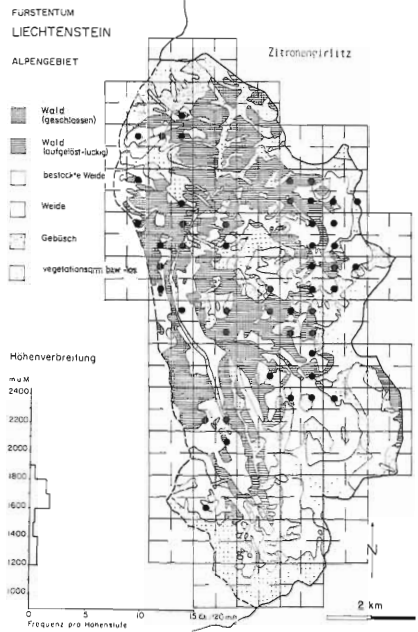 FÜRSTENTUM
LIECHTENSTEIN
ALPENGEBIET
Zitronengirlitz
Wald
(geschlossen)
Wald
(aufgelöst-luckig)
bestockte Weide
Weide
Gebüsch
vegetationsarm bzw -los
Höhenverbreitung
m ü M
2400
2200
2000
1800
1600
1400
1200
1000
0 5 10 15
Frequenz pro Höhenstufe
N
2 km